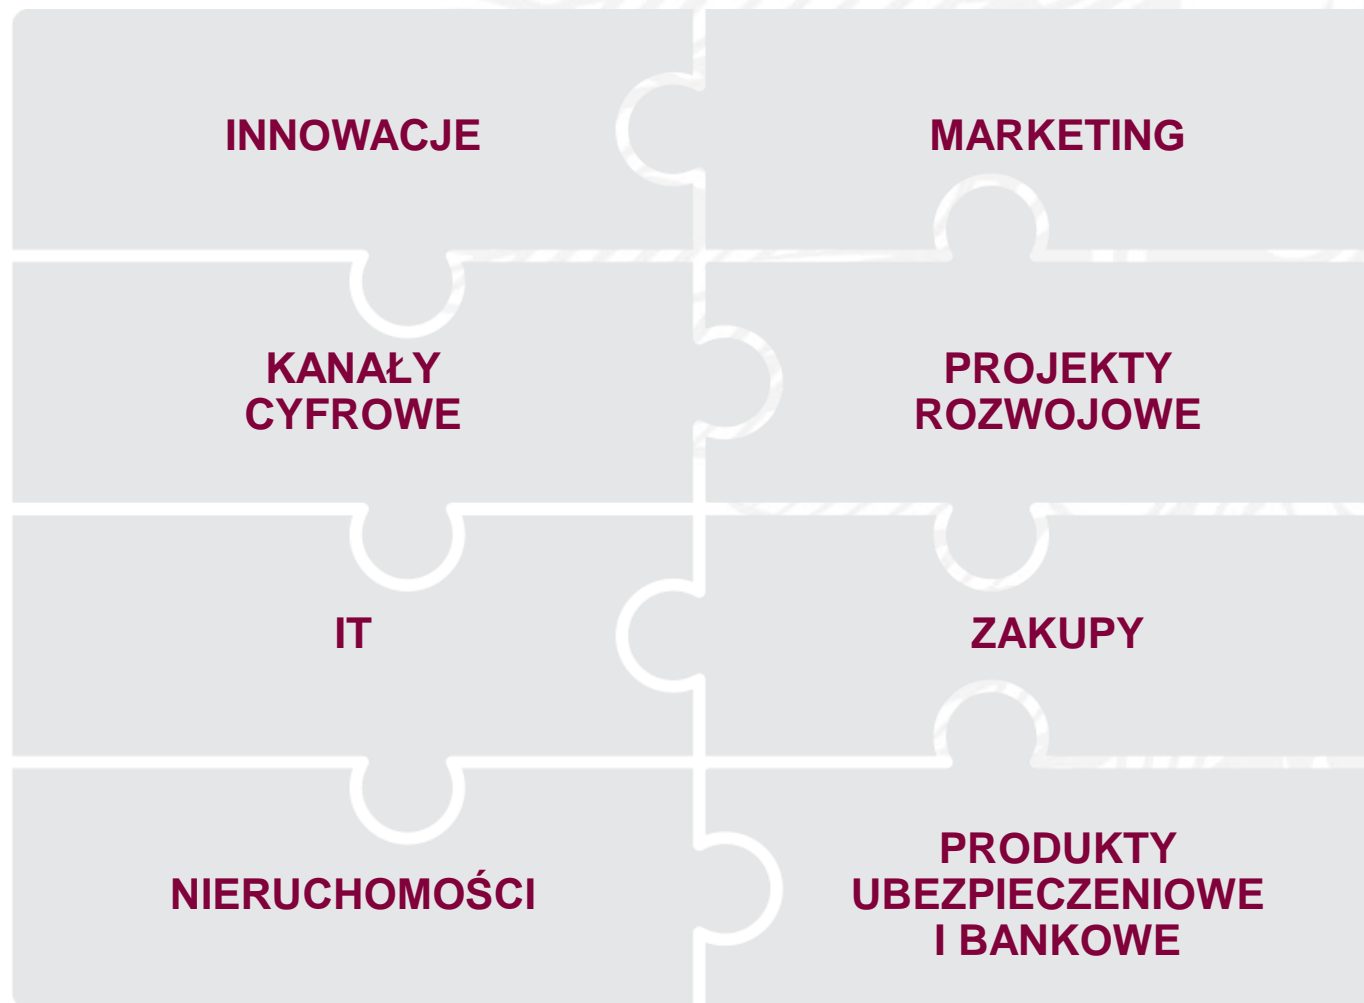 INNOWACJE
MARKETING
KANAŁY
CYFROWE
PROJEKTY
ROZWOJOWE
IT
ZAKUPY
NIERUCHOMOŚCI
PRODUKTY
UBEZPIECZENIOWE
I BANKOWE